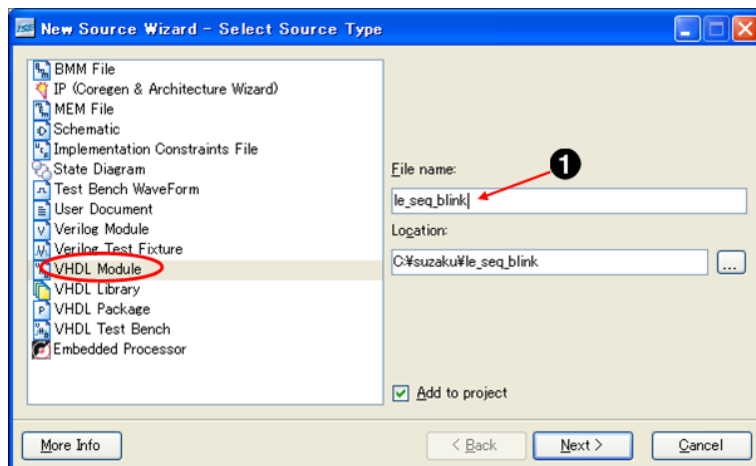 New Source Wizard - Select Source Type
BMM File
IP (Coregen & Architecture Wizard)
MEM File
Schematic
Implementation Constraints File
State Diagram
Test Bench WaveForm
User Document
Verilog Module
Verilog Test Fixture
VHDL Module
VHDL Library
VHDL Package
VHDL Test Bench
Embedded Processor
1
File name:
le_seq_blink
Location:
C:¥suzaku¥le_seq_blink
...
Add to project
More Info
< Back
Next >
Cancel